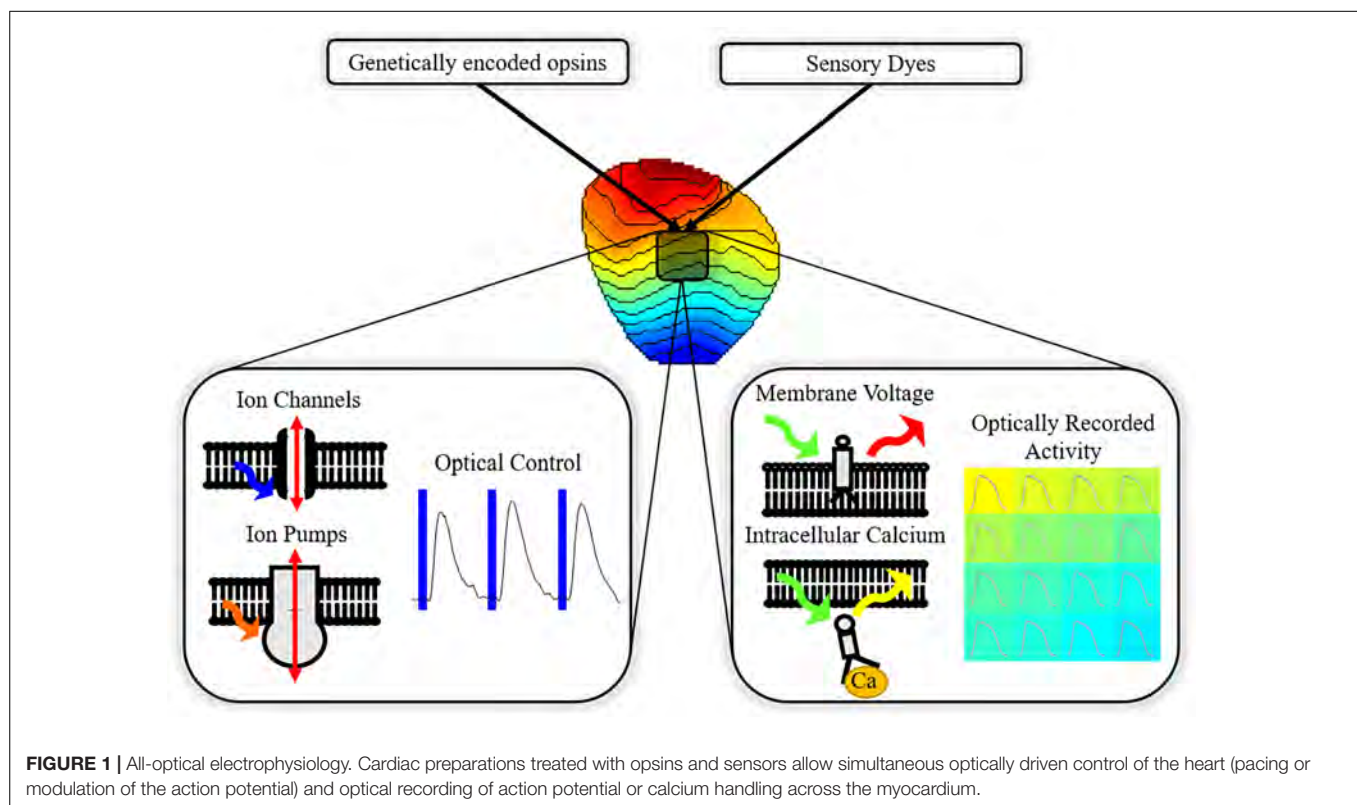 Genetically encoded opsins
Sensory Dyes
Ion Channels
Optical Control
Ion Pumps
Membrane Voltage
Optically Recorded
Activity
Intracellular Calcium
Ca
FIGURE 1 | All-optical electrophysiology. Cardiac preparations treated with opsins and sensors allow simultaneous optically driven control of the heart (pacing or
modulation of the action potential) and optical recording of action potential or calcium handling across the myocardium.